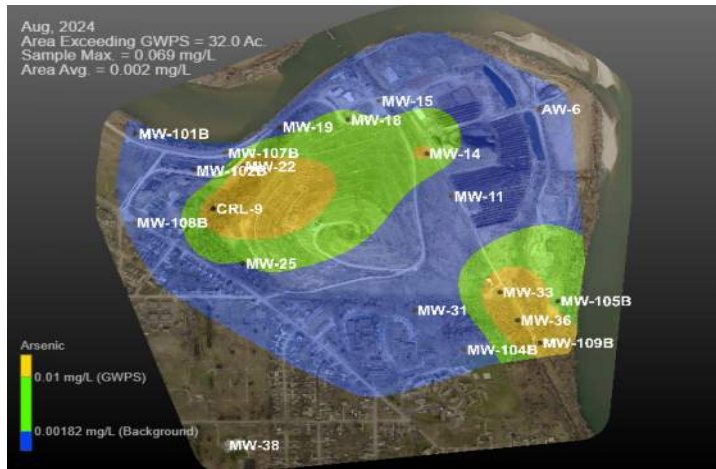 Aug, 2024
Area Exceeding GWPS = 32.0 Ac.
Sample Max. = 0.069 mg/L
Area Avg. = 0.002 mg/L
MW-15
AW-6
MW-18
MW-19
MW-101B
MW-107B
MW-14
MW-22
MW-102B
MW-11
CRL-9
MW-108B
MW-25
MW-33
MW-105B
MW-31
MW-36
MW-109B
MW-104B
Arsenic
0.01 mg/L (GWPS)
0.00182 mg/L (Background)
MW-38